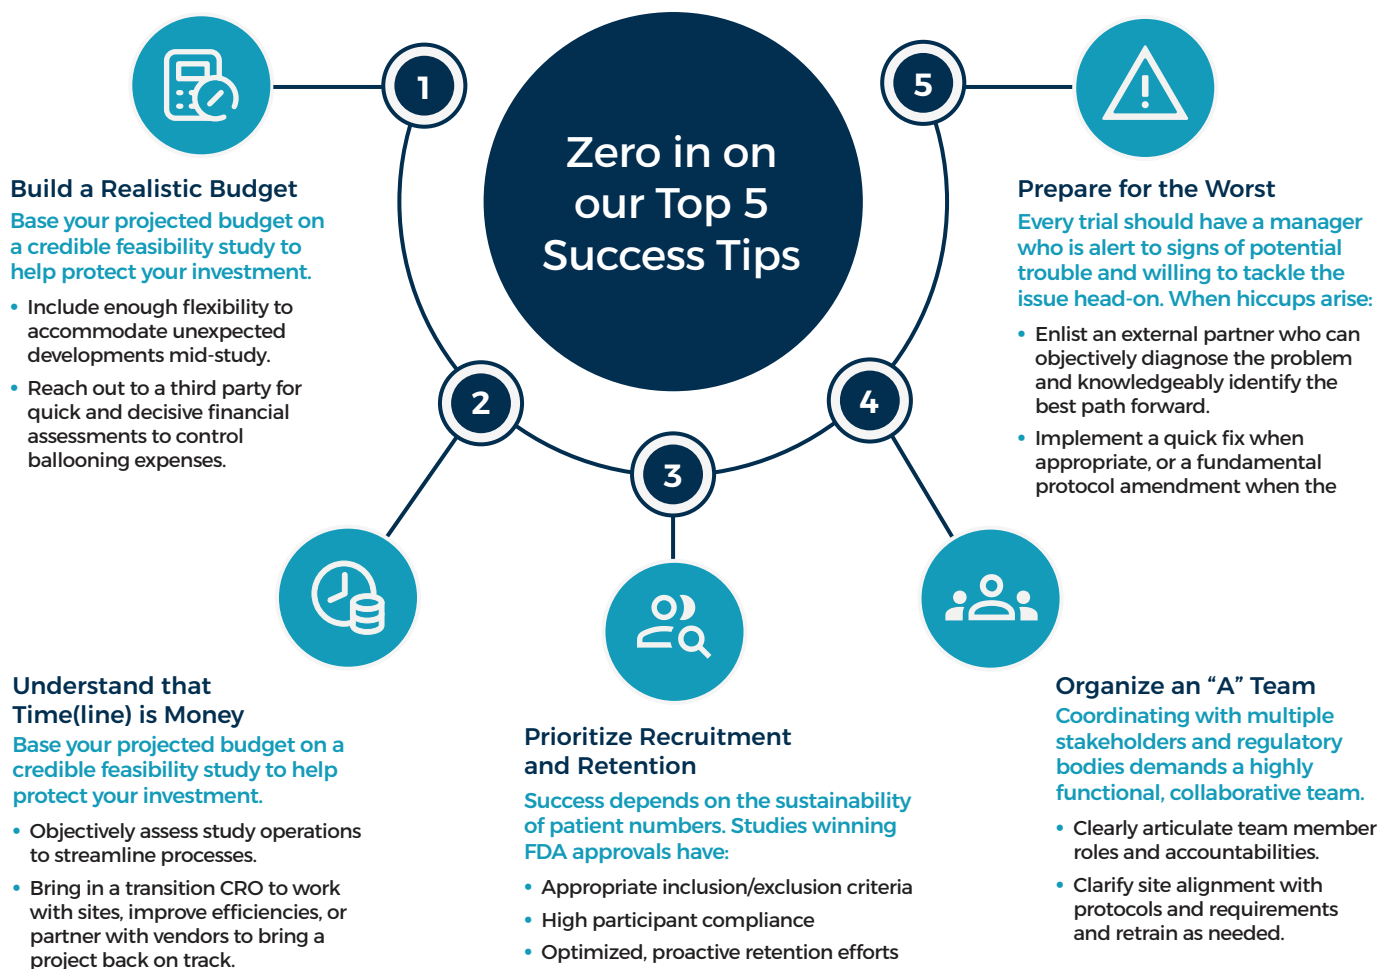 Zero in on
our Top 5
Success Tips
1
Build a Realistic Budget
Base your projected budget on
a credible feasibility study to
help protect your investment.
• Include enough flexibility to
accommodate unexpected
developments mid-study.
• Reach out to a third party for
quick and decisive financial
assessments to control
ballooning expenses.
2
Understand that
Time(line) is Money
Base your projected budget on a
credible feasibility study to help
protect your investment.
• Objectively assess study operations
to streamline processes.
• Bring in a transition CRO to work
with sites, improve efficiencies, or
partner with vendors to bring a
project back on track.
3
Prioritize Recruitment
and Retention
Success depends on the sustainability
of patient numbers. Studies winning
FDA approvals have:
• Appropriate inclusion/exclusion criteria
• High participant compliance
• Optimized, proactive retention efforts
4
Organize an “A” Team
Coordinating with multiple
stakeholders and regulatory
bodies demands a highly
functional, collaborative team.
• Clearly articulate team member
roles and accountabilities.
• Clarify site alignment with
protocols and requirements
and retrain as needed.
5
Prepare for the Worst
Every trial should have a manager
who is alert to signs of potential
trouble and willing to tackle the
issue head-on. When hiccups arise:
• Enlist an external partner who can
objectively diagnose the problem
and knowledgeably identify the
best path forward.
• Implement a quick fix when
appropriate, or a fundamental
protocol amendment when the